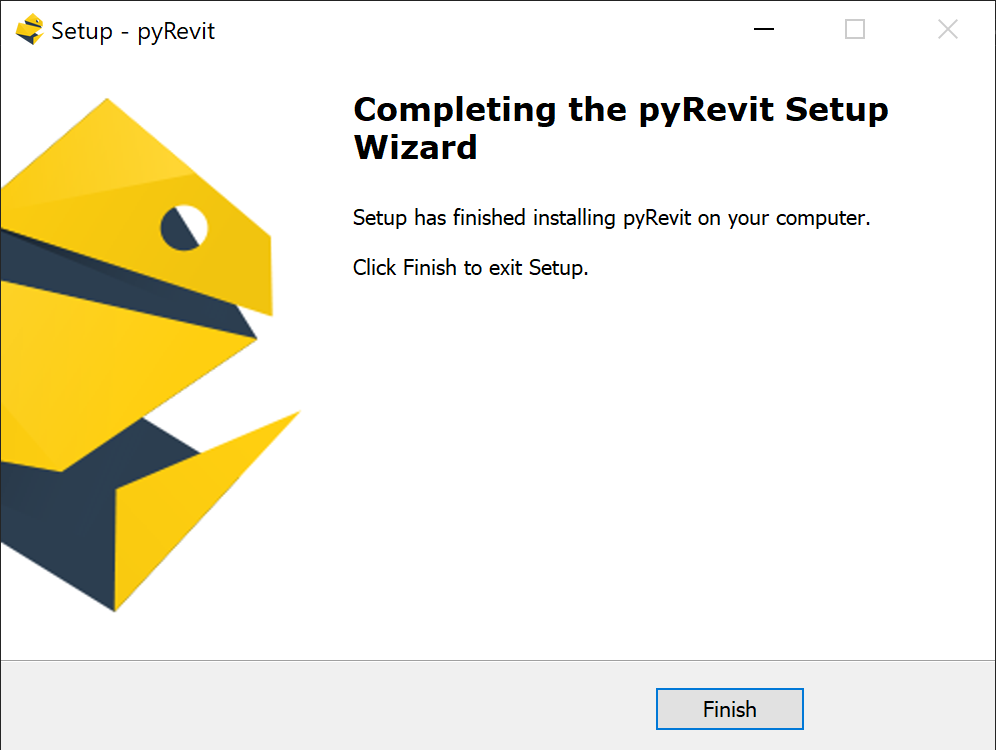 Setup - pyRevit
Completing the pyRevit Setup
Wizard
Setup has finished installing pyRevit on your computer.
Click Finish to exit Setup.
Finish